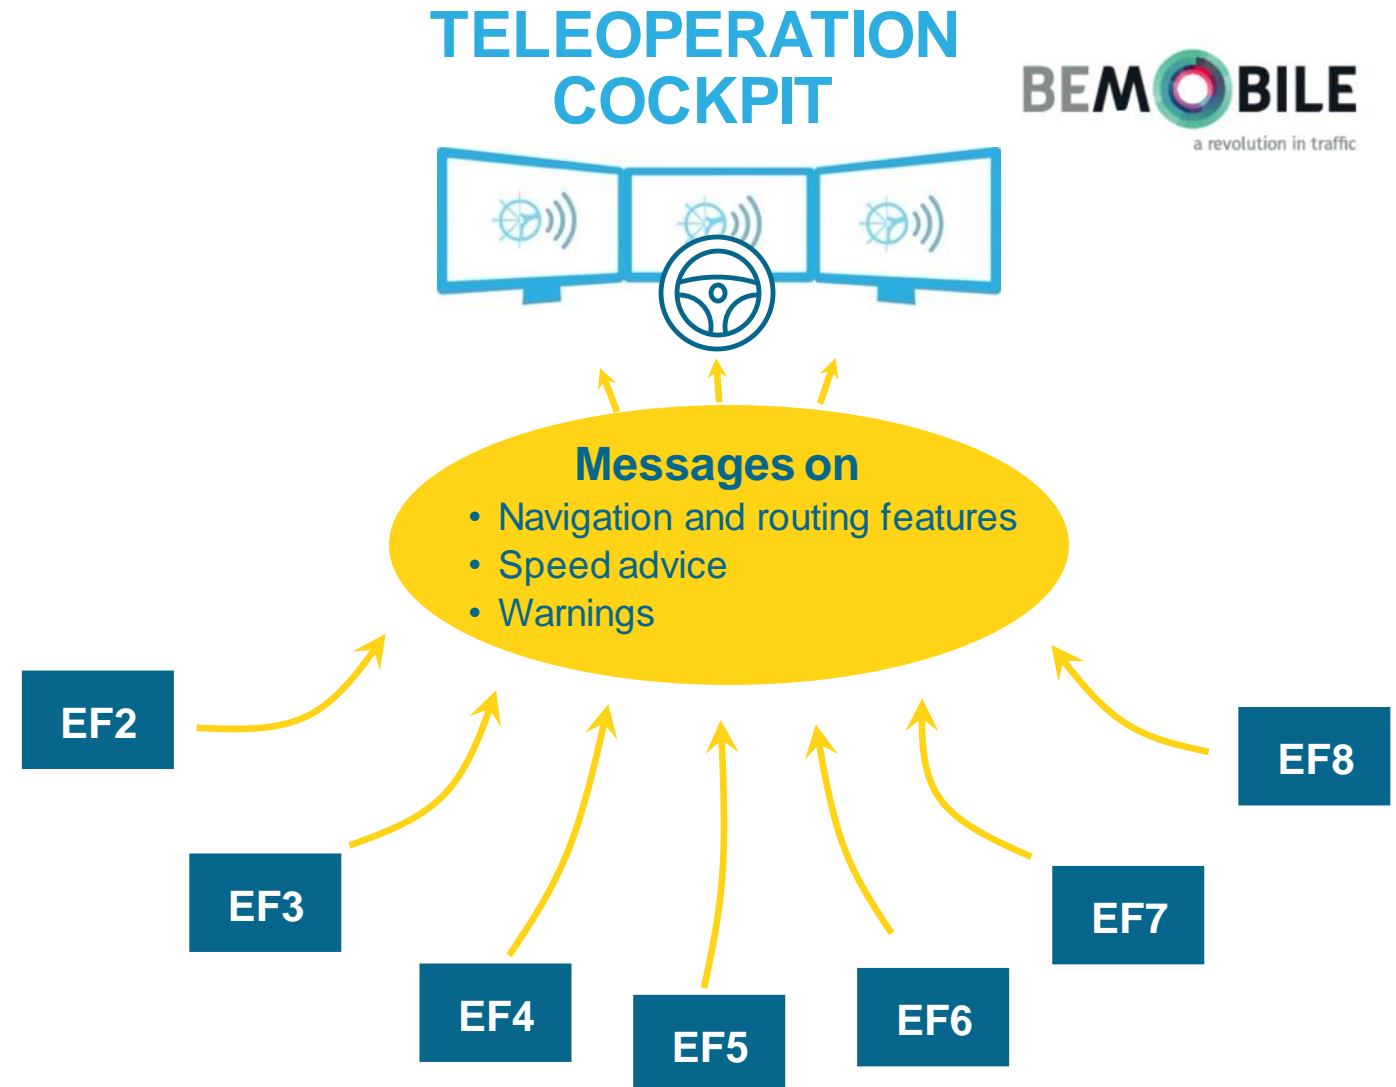 TELEOPERATION
COCKPIT
BEMOBILE
a revolution in traffic
Messages on
• Navigation and routing features
• Speed advice
• Warnings
EF2
EF8
EF3
EF7
EF4
EF6
EF5